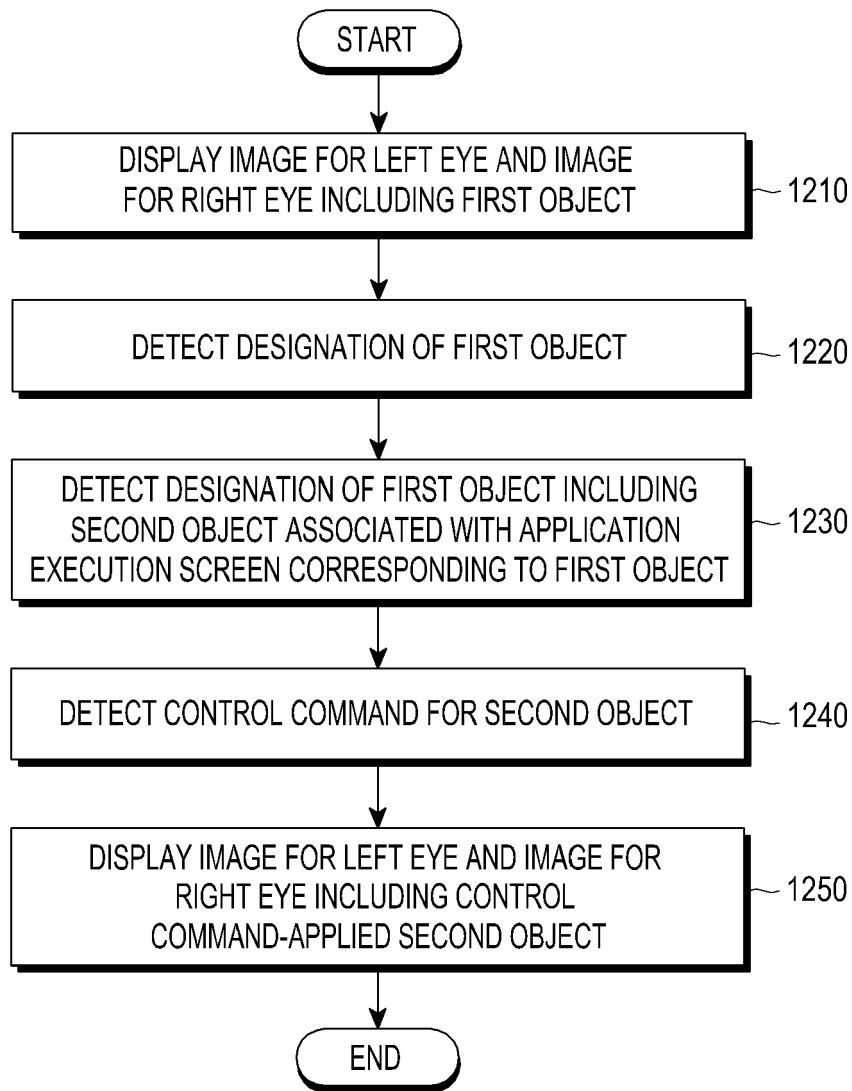 START
DISPLAY IMAGE FOR LEFT EYE AND IMAGE
FOR RIGHT EYE INCLUDING FIRST OBJECT
1210
DETECT DESIGNATION OF FIRST OBJECT
1220
DETECT DESIGNATION OF FIRST OBJECT INCLUDING
SECOND OBJECT ASSOCIATED WITH APPLICATION
EXECUTION SCREEN CORRESPONDING TO FIRST OBJECT
1230
DETECT CONTROL COMMAND FOR SECOND OBJECT
1240
DISPLAY IMAGE FOR LEFT EYE AND IMAGE FOR
RIGHT EYE INCLUDING CONTROL
COMMAND-APPLIED SECOND OBJECT
1250
END